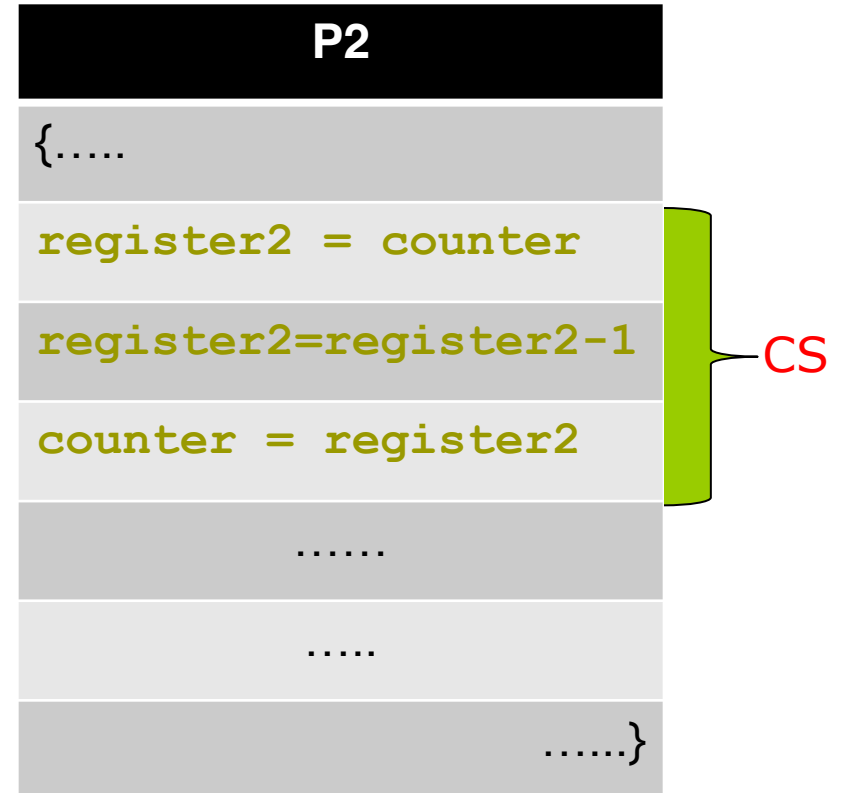 P2
{…..
register2 = counter
register2=register2-1
CS
counter = register2
……
…..
…...}